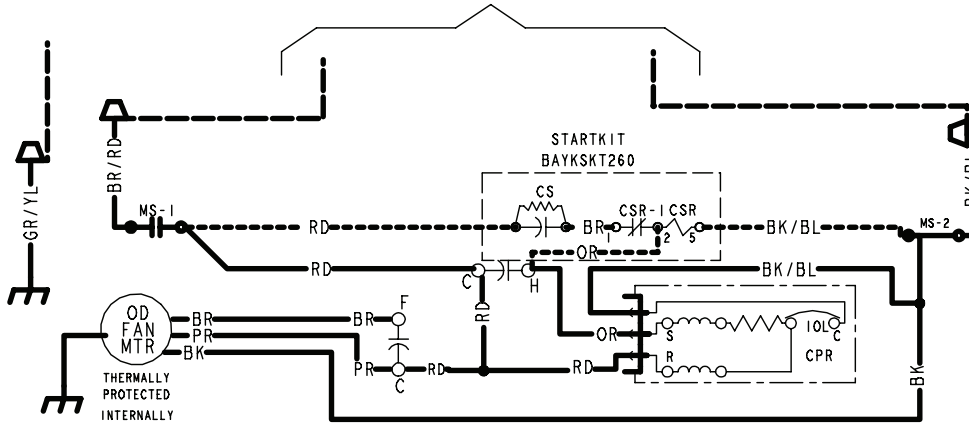 STARTKIT
BAYKSKT260
CS
BR/RD
GR/YL
MS-1
RD
BR
CSR-1
CSR
1
2
5
BK/BL
MS-2
OR
RD
C
H
BK/BL
RD
OD
FAN
MTR
BR
BR
F
PR
BK
PR
C
RD
OR
S
R
RD
IOL
C
CPR
BK
THERMALLY
PROTECTED
INTERNALLY